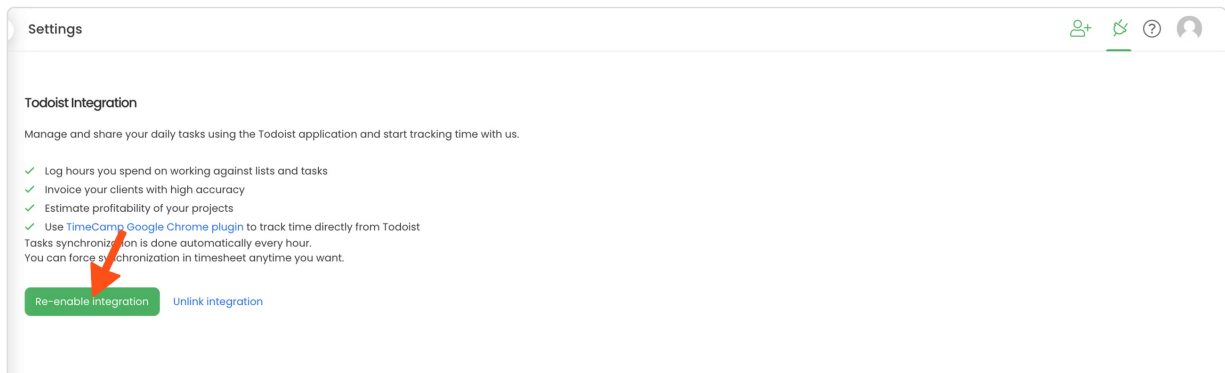 Settings
?
Todoist Integration
Manage and share your daily tasks using the Todoist application and start tracking time with us.
Log hours you spend on working against lists and tasks
Invoice your clients with high accuracy
Estimate profitability of your projects
Use TimeCamp Google Chrome plugin to track time directly from Todoist
Tasks synchronization is done automatically every hour.
You can force synchronization in timesheet anytime you want.
Re-enable integration Unlink integration